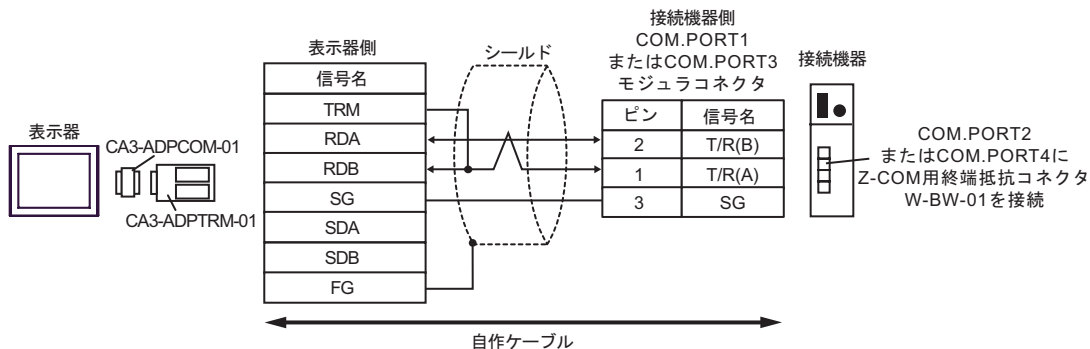 表示器
CA3-ADPCOM-01
CA3-ADPTRM-01
表示器側
信号名
TRM
RDA
RDB
SG
SDA
SDB
FG
シールド
接続機器側
COM.PORT1
またはCOM.PORT3
モジュラコネクタ
ピン 信号名
2 T/R(B)
1 T/R(A)
3 SG
接続機器
COM.PORT2
またはCOM.PORT4に
Z-COM用終端抵抗コネクタ
W-BW-01を接続
自作ケーブル